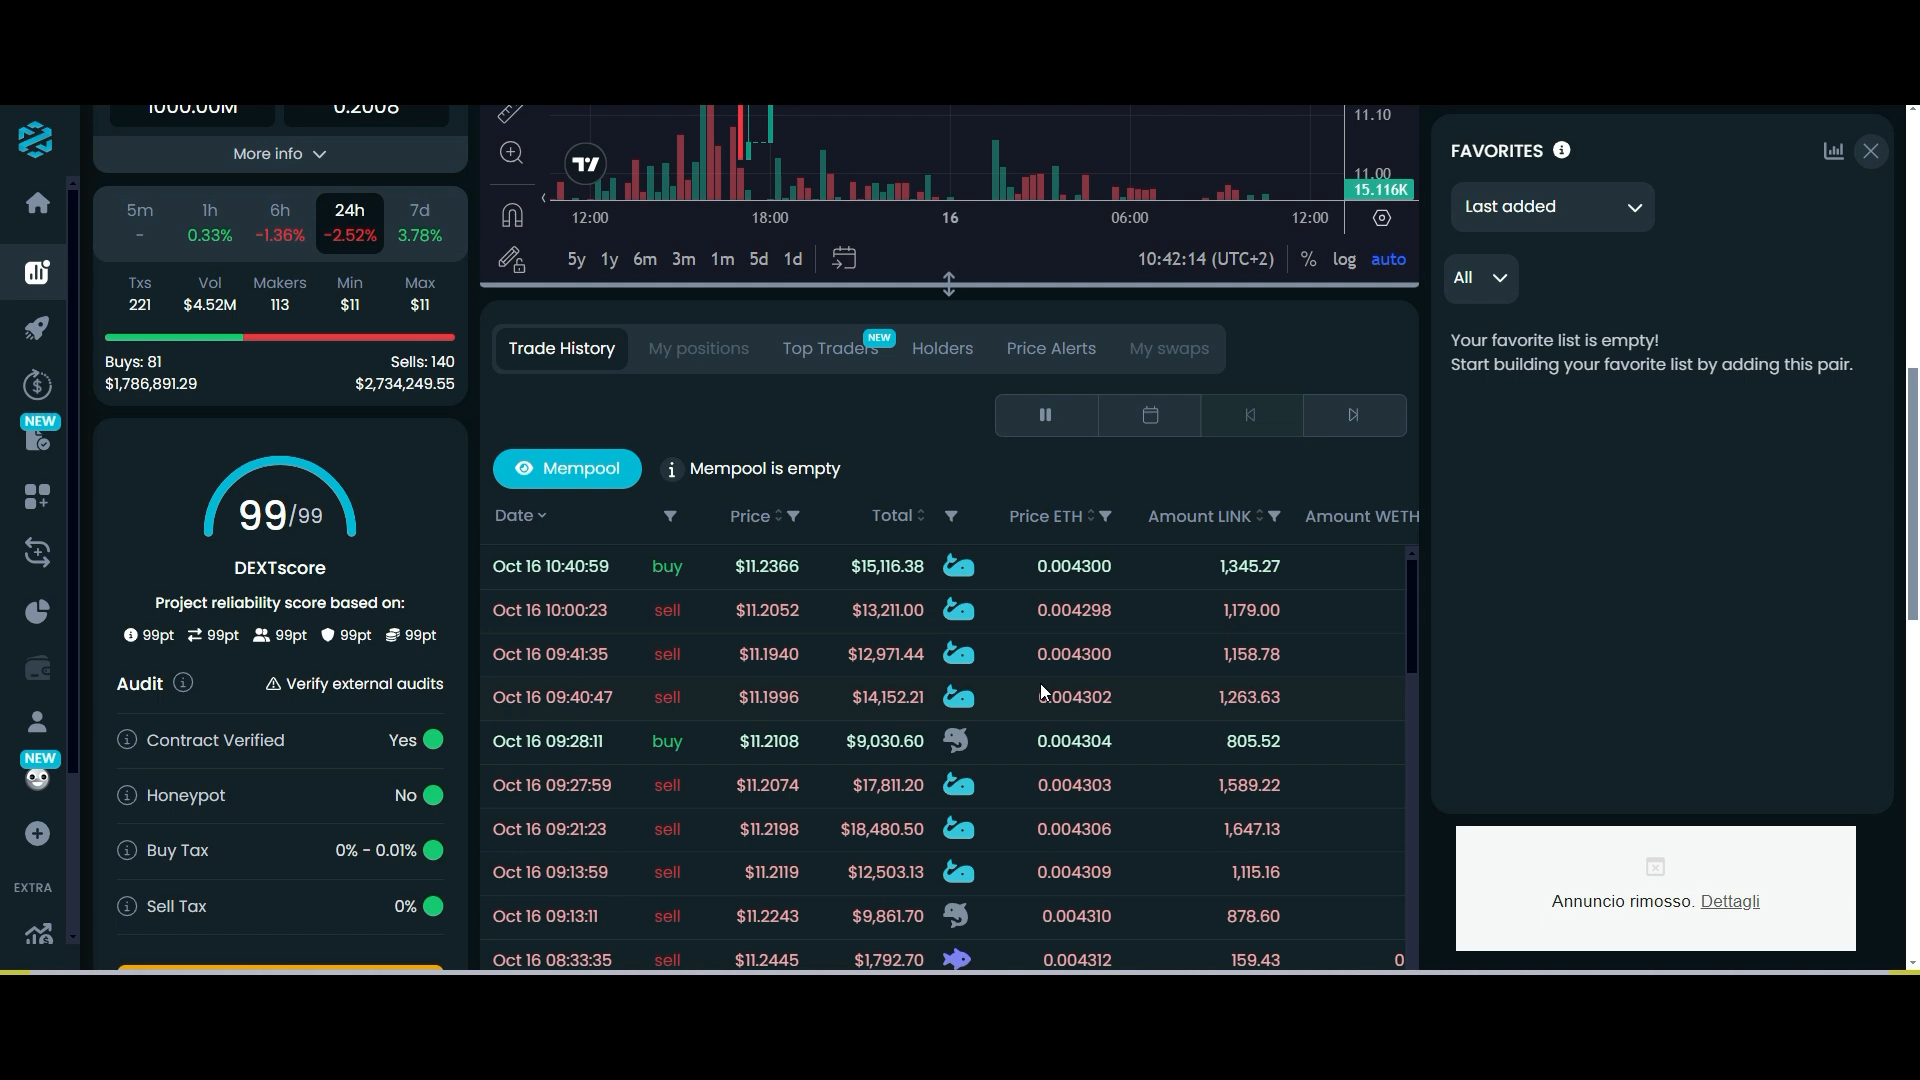 1000.00M 0.2008
More info
5m 1h 6h 24h 7d
- 0.33% -1.36% -2.52% 3.78%
Txs Vol Makers Min Max
221 $4.52M 113 $11 $11
Buys: 81 Sells: 140
$1,786,891.29 $2,734,249.55
99/99
DEXTscore
Project reliability score based on:
99pt 99pt 99pt 99pt 99pt
Audit Verify external audits
Contract Verified Yes
Honeypot No
Buy Tax 0% - 0.01%
Sell Tax 0%
NEW
NEW
EXTRA
11.10
11.00
15.116K
12:00 18:00 16 06:00 12:00
5y 1y 6m 3m 1m 5d 1d 10:42:14 (UTC+2) % log auto
Trade History My positions Top Traders NEW Holders Price Alerts My swaps
Mempool Mempool is empty
Date Price Total Price ETH Amount LINK Amount WETH
Oct 16 10:40:59 buy $11.2366 $15,116.38 0.004300 1,345.27
Oct 16 10:00:23 sell $11.2052 $13,211.00 0.004298 1,179.00
Oct 16 09:41:35 sell $11.1940 $12,971.44 0.004300 1,158.78
Oct 16 09:40:47 sell $11.1996 $14,152.21 0.004302 1,263.63
Oct 16 09:28:11 buy $11.2108 $9,030.60 0.004304 805.52
Oct 16 09:27:59 sell $11.2074 $17,811.20 0.004303 1,589.22
Oct 16 09:21:23 sell $11.2198 $18,480.50 0.004306 1,647.13
Oct 16 09:13:59 sell $11.2119 $12,503.13 0.004309 1,115.16
Oct 16 09:13:11 sell $11.2243 $9,861.70 0.004310 878.60
Oct 16 08:33:35 sell $11.2445 $1,792.70 0.004312 159.43 0
FAVORITES
Last added
All
Your favorite list is empty!
Start building your favorite list by adding this pair.
Annuncio rimosso. Dettagli